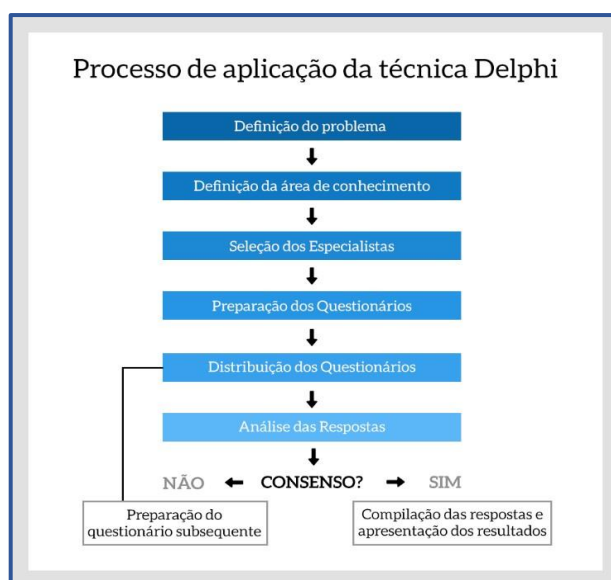 Processo de aplicação da técnica Delphi
Definição do problema
Definição da área de conhecimento
Seleção dos Especialistas
Preparação dos Questionários
Distribuição dos Questionários
Análise das Respostas
NÃO CONSENSO? SIM
Preparação do
questionário subsequente
Compilação das respostas e
apresentação dos resultados